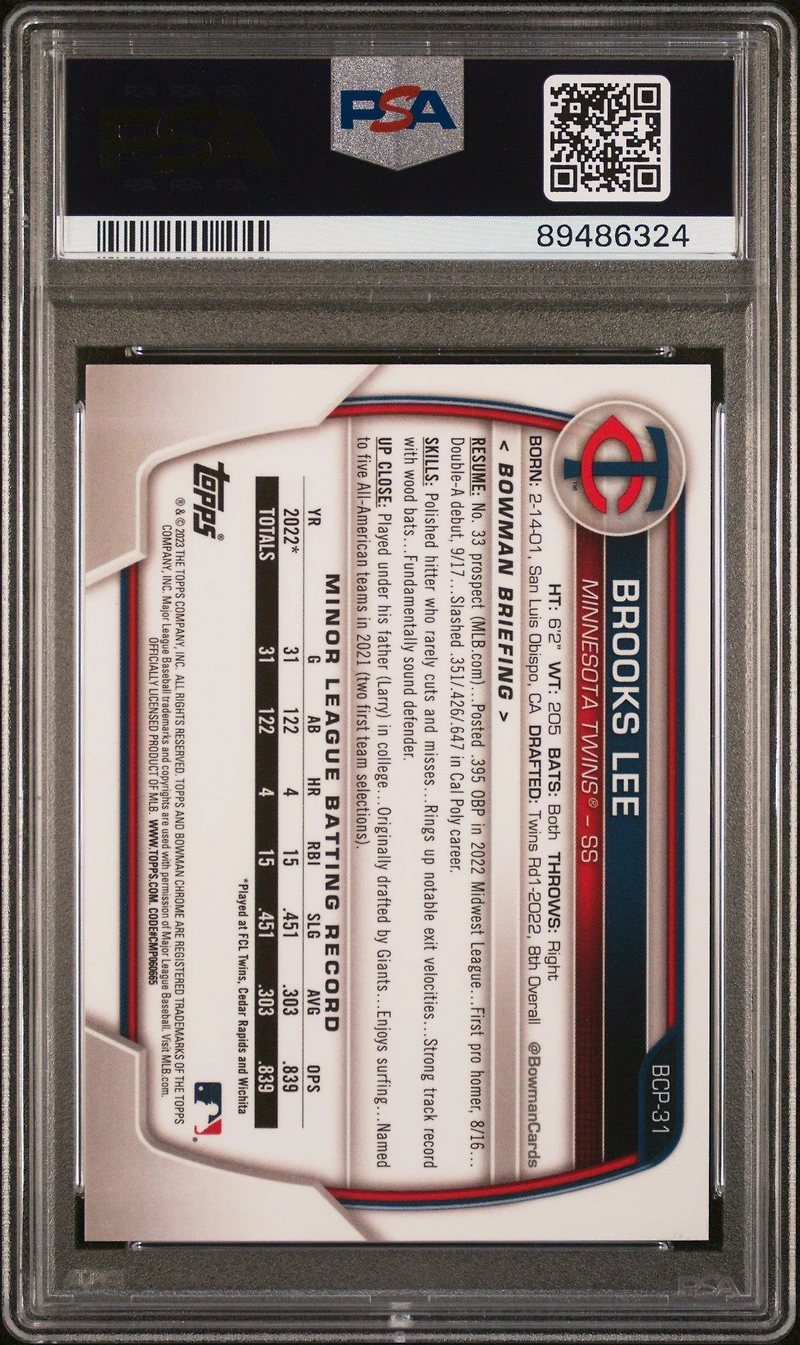 PSA
89486324
BCP-31
BROOKS LEE
MINNESOTA TWINS® – SS
HT: 6'2" WT: 205 BATS: Both THROWS: Right
BORN: 2-14-01, San Luis Obispo, CA DRAFTED: Twins Rd1-2022, 8th Overall @BowmanCards
< BOWMAN BRIEFING >
RESUME: No. 33 prospect (MLB.com)...Posted .395 OBP in 2022 Midwest League...First pro homer, 8/16...
Double-A debut, 9/17...Slashed .351/.426/.647 in Cal Poly career.
SKILLS: Polished hitter who rarely cuts and misses...Rings up notable exit velocities...Strong track record
with wood bats...Fundamentally sound defender.
UP CLOSE: Played under his father (Larry) in college...Originally drafted by Giants...Enjoys surfing...Named
to five All-American teams in 2021 (two first team selections).
MINOR LEAGUE BATTING RECORD
YR G AB HR RBI SLG AVG OPS
2022* 31 122 4 15 .451 .303 .839
TOTALS 31 122 4 15 .451 .303 .839
*Played at FCL Twins, Cedar Rapids and Wichita
topps®
® & © 2023 THE TOPPS COMPANY, INC. ALL RIGHTS RESERVED. TOPPS AND BOWMAN CHROME ARE REGISTERED TRADEMARKS OF THE TOPPS
COMPANY, INC. Major League Baseball trademarks and copyrights are used with permission of Major League Baseball. Visit MLB.com.
OFFICIALLY LICENSED PRODUCT OF MLB. WWW.TOPPS.COM. CODE#CMP060665
PSA